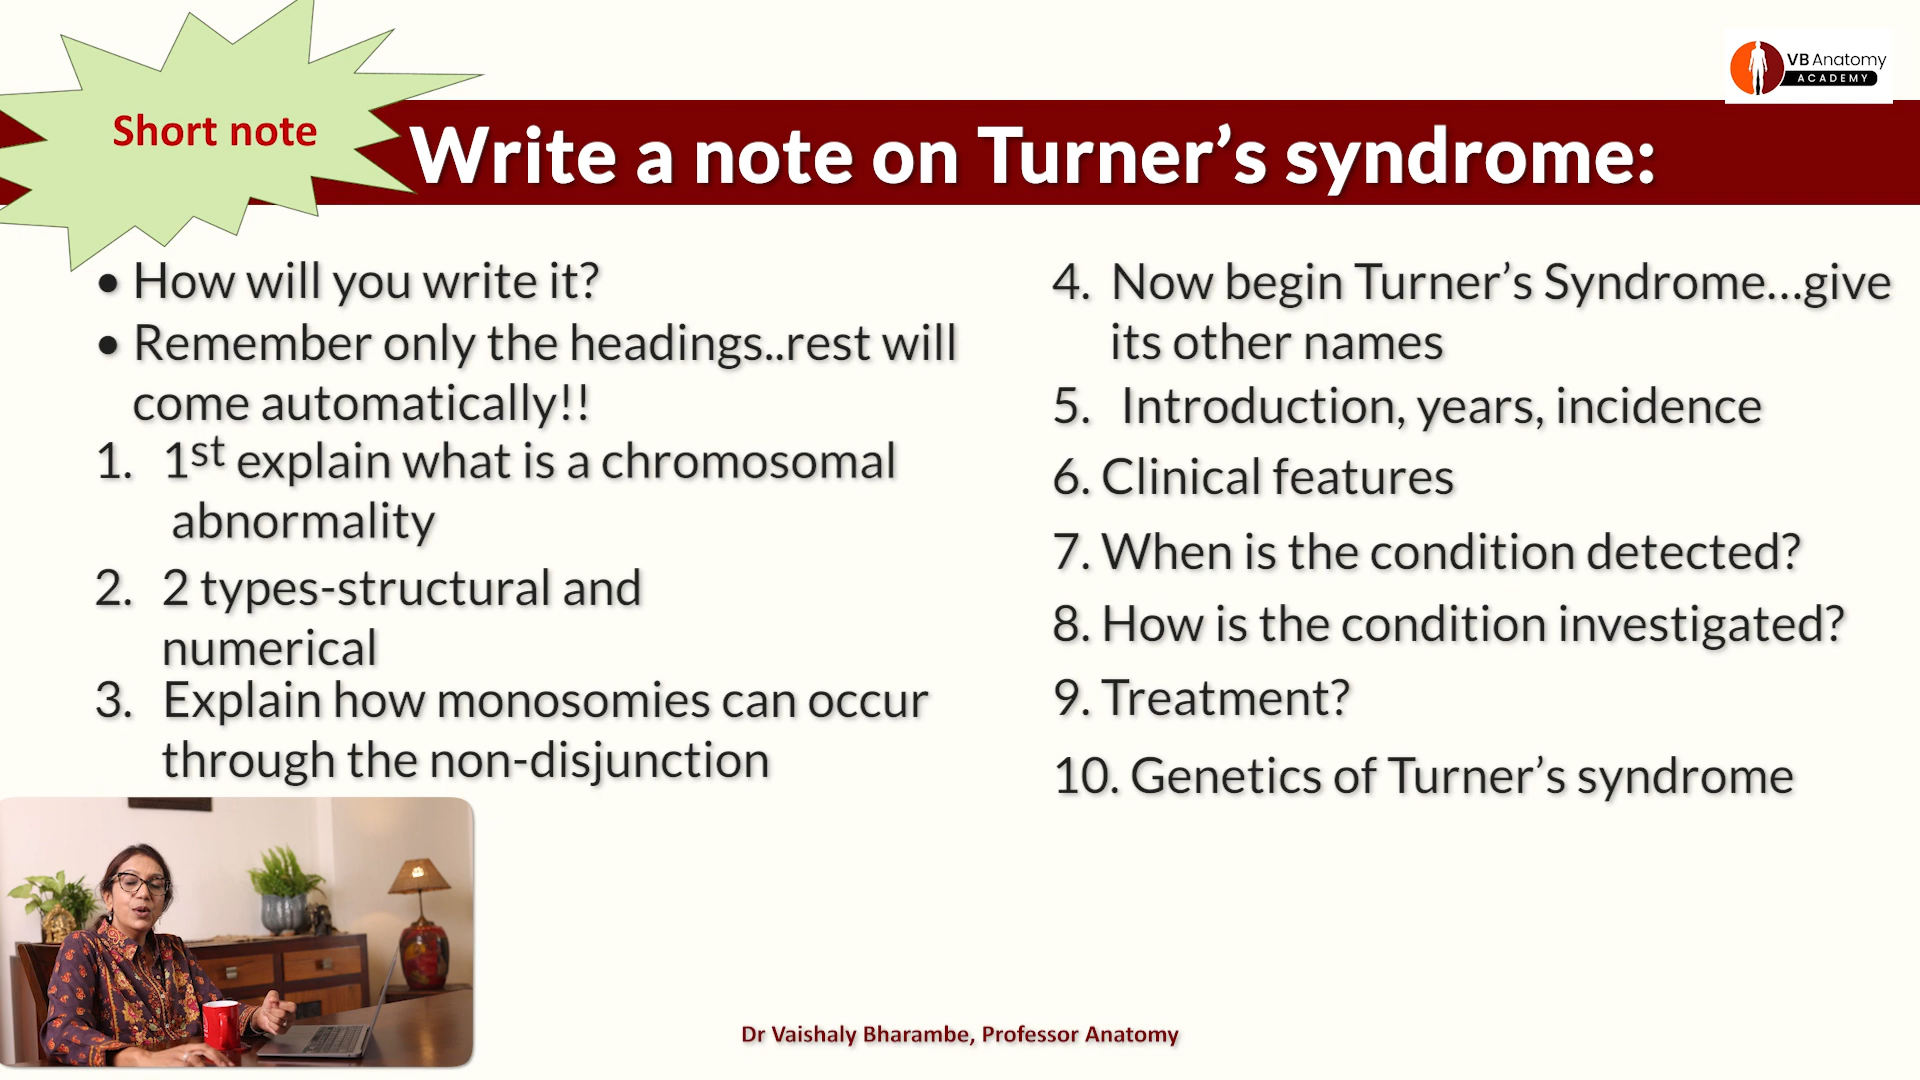 VB Anatomy
ACADEMY
Short note
Write a note on Turner’s syndrome:
• How will you write it?
• Remember only the headings..rest will
come automatically!!
1. 1st explain what is a chromosomal
abnormality
2. 2 types-structural and
numerical
3. Explain how monosomies can occur
through the non-disjunction
4. Now begin Turner’s Syndrome...give
its other names
5. Introduction, years, incidence
6. Clinical features
7. When is the condition detected?
8. How is the condition investigated?
9. Treatment?
10. Genetics of Turner’s syndrome
Dr Vaishaly Bharambe, Professor Anatomy